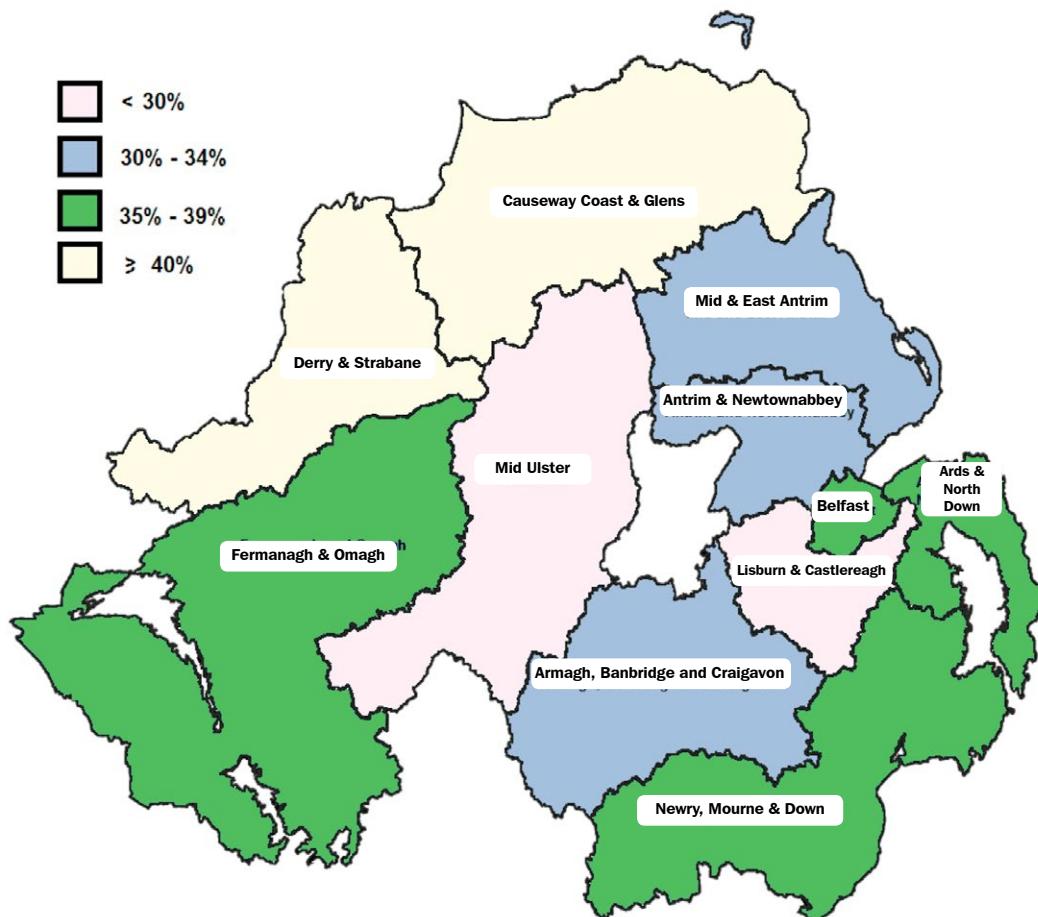 < 30%
30% - 34%
35% - 39%
⩾ 40%
Causeway Coast & Glens
Mid & East Antrim
Derry & Strabane
Antrim & Newtownabbey
Mid Ulster
Ards &
North
Down
Belfast
Fermanagh & Omagh
Lisburn & Castlereagh
Armagh, Banbridge and Craigavon
Newry, Mourne & Down